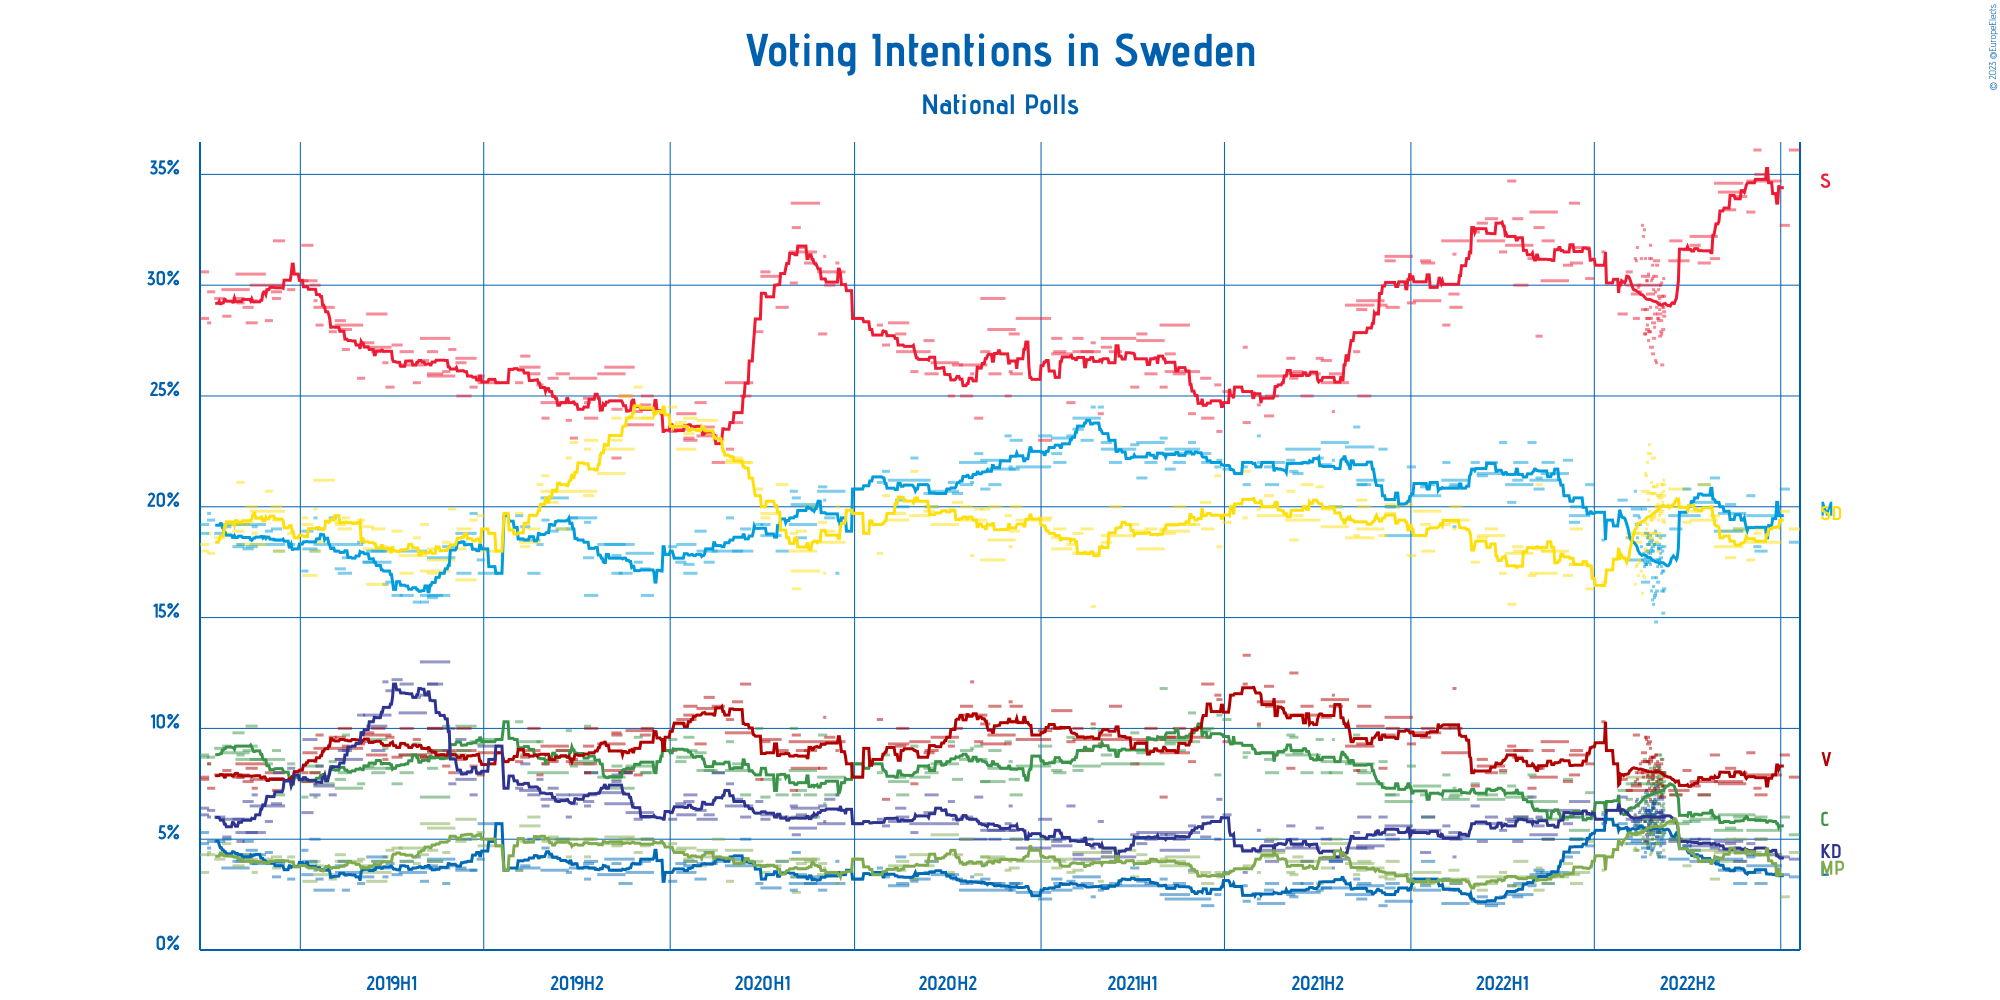 Voting Intentions in Sweden
National Polls
© 2023 @EuropeElects
35%
30%
25%
20%
15%
10%
5%
0%
S
M
SD
V
C
KD
MP
L
2019H1
2019H2
2020H1
2020H2
2021H1
2021H2
2022H1
2022H2